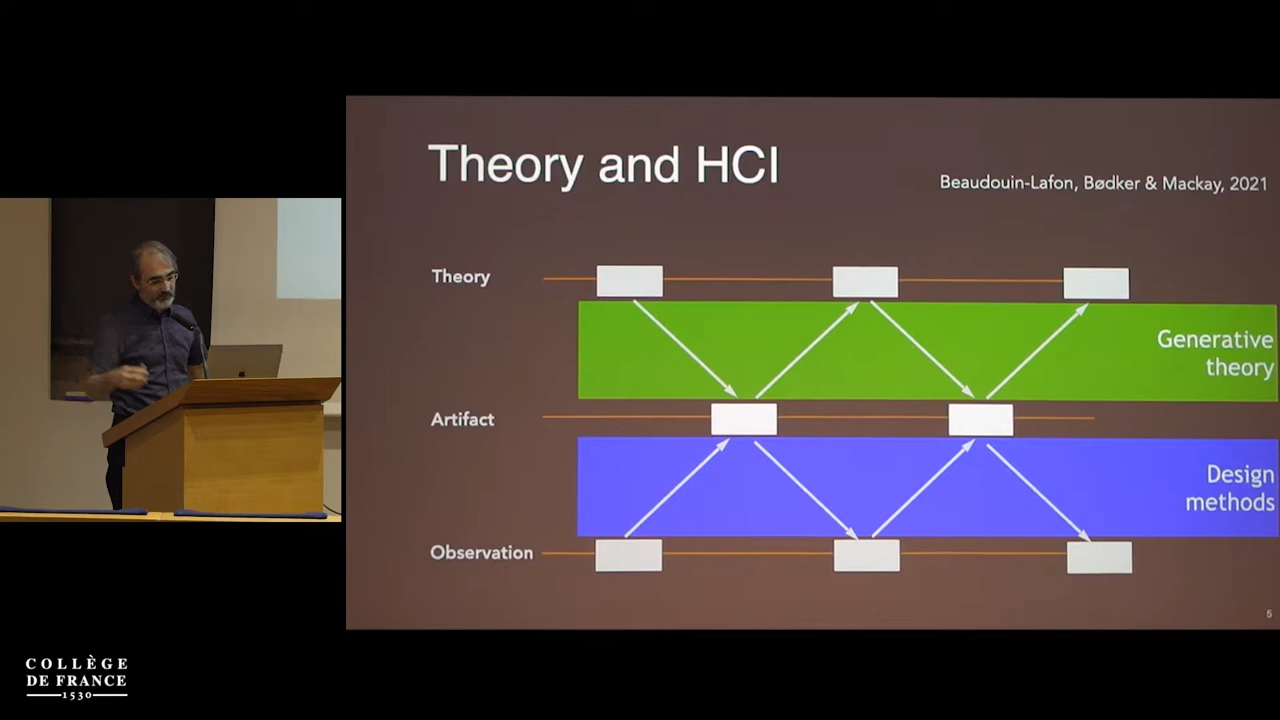 Theory and HCI
Beaudouin-Lafon, Bødker & Mackay, 2021
Theory
Generative
theory
Artifact
Design
methods
Observation
5
COLLÈGE
DE FRANCE
1530